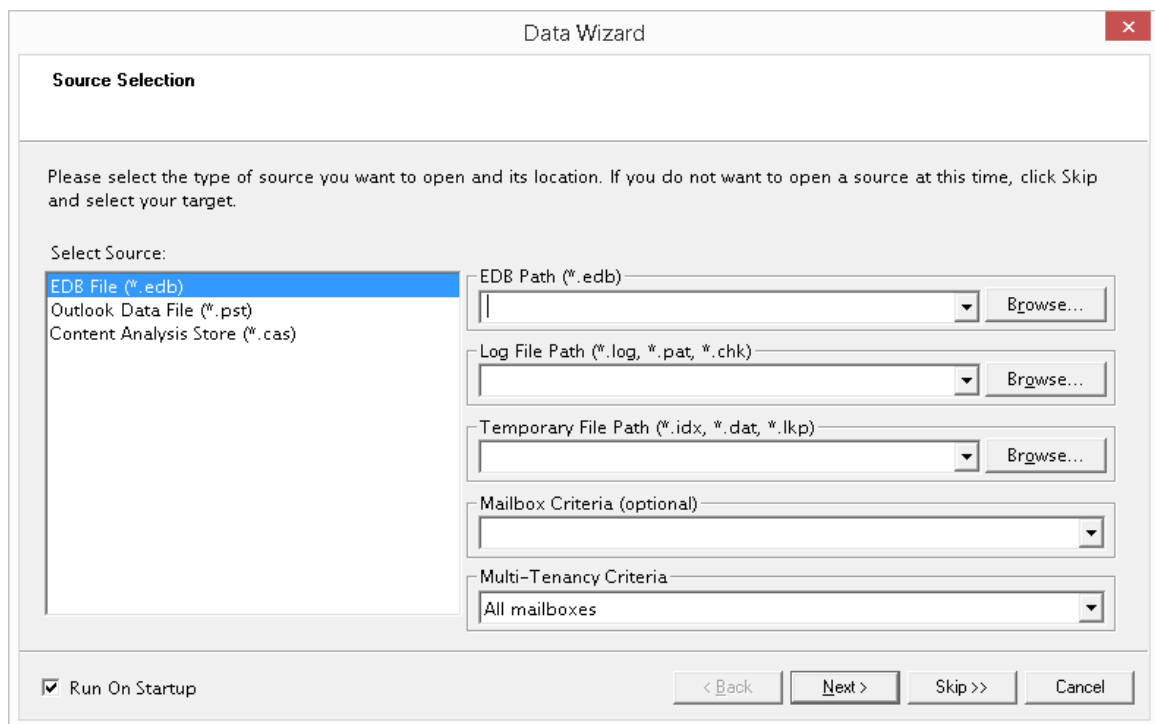 Data Wizard
Source Selection
Please select the type of source you want to open and its location. If you do not want to open a source at this time, click Skip
and select your target.
Select Source:
EDB File (*.edb)
Outlook Data File (*.pst)
Content Analysis Store (*.cas)
EDB Path (*.edb)
Browse...
Log File Path (*.log, *.pat, *.chk)
Browse...
Temporary File Path (*.idx, *.dat, *.lkp)
Browse...
Mailbox Criteria (optional)
Multi-Tenancy Criteria
All mailboxes
Run On Startup
< Back
Next >
Skip >>
Cancel